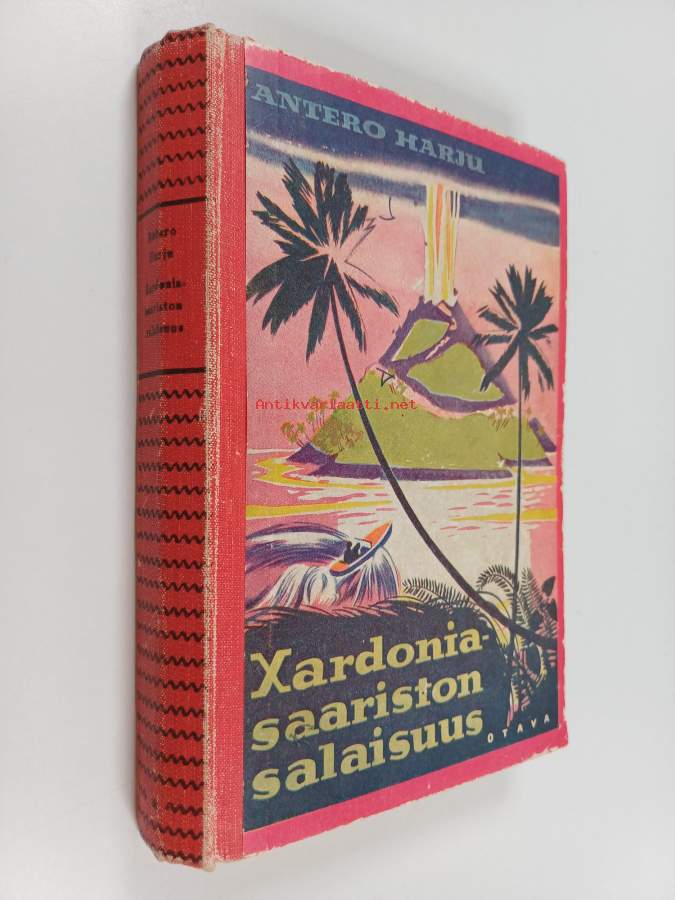 ANTERO HARJU
Antikvariaatti.net
Xardonia-
saariston
salaisuus
OTAVA
Antero
Harju
Xardonia-
saariston
salaisuus